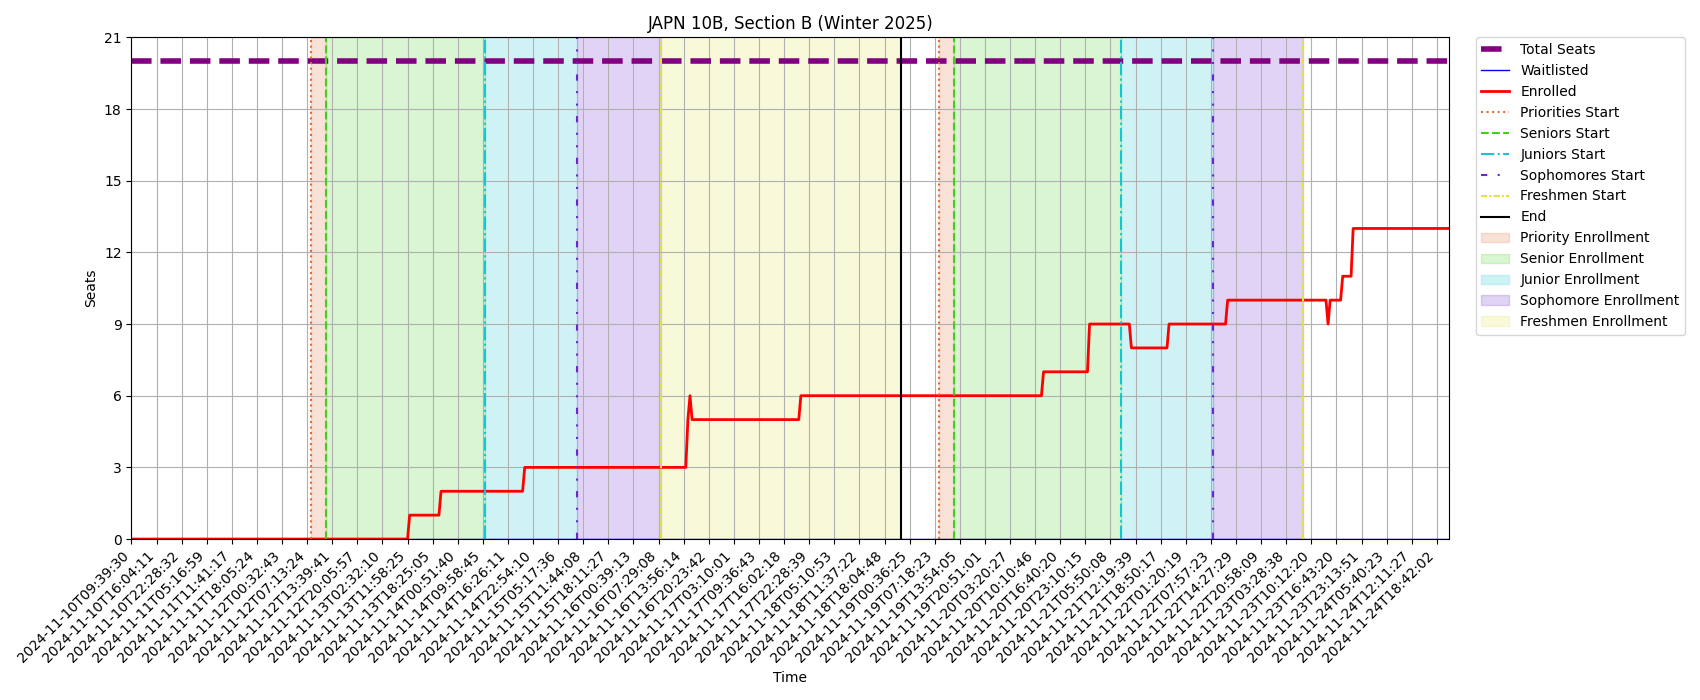 JAPN 10B, Section B (Winter 2025)
21
18
15
12
9
6
3
0
Seats
2024-11-10T09:39:30
2024-11-10T16:04:11
2024-11-10T22:28:32
2024-11-11T05:16:59
2024-11-11T11:41:17
2024-11-11T18:05:24
2024-11-12T00:32:43
2024-11-12T07:13:24
2024-11-12T13:39:41
2024-11-12T20:05:57
2024-11-13T02:32:10
2024-11-13T11:58:25
2024-11-13T18:25:05
2024-11-14T00:51:40
2024-11-14T09:58:45
2024-11-14T16:26:11
2024-11-14T22:54:10
2024-11-15T05:17:36
2024-11-15T11:44:08
2024-11-15T18:11:27
2024-11-16T00:39:13
2024-11-16T07:29:08
2024-11-16T13:56:14
2024-11-16T20:23:42
2024-11-17T03:10:01
2024-11-17T09:36:43
2024-11-17T16:02:18
2024-11-17T22:28:39
2024-11-18T05:10:53
2024-11-18T11:37:22
2024-11-18T18:04:48
2024-11-19T00:36:25
2024-11-19T07:18:23
2024-11-19T13:54:05
2024-11-19T20:51:01
2024-11-20T03:20:27
2024-11-20T10:10:46
2024-11-20T16:40:20
2024-11-20T23:10:15
2024-11-21T05:50:08
2024-11-21T12:19:39
2024-11-21T18:50:17
2024-11-22T01:20:19
2024-11-22T07:57:23
2024-11-22T14:27:29
2024-11-22T20:58:09
2024-11-23T03:28:38
2024-11-23T10:12:20
2024-11-23T16:43:20
2024-11-23T23:13:51
2024-11-24T05:40:23
2024-11-24T12:11:27
2024-11-24T18:42:02
Time
Total Seats
Waitlisted
Enrolled
Priorities Start
Seniors Start
Juniors Start
Sophomores Start
Freshmen Start
End
Priority Enrollment
Senior Enrollment
Junior Enrollment
Sophomore Enrollment
Freshmen Enrollment